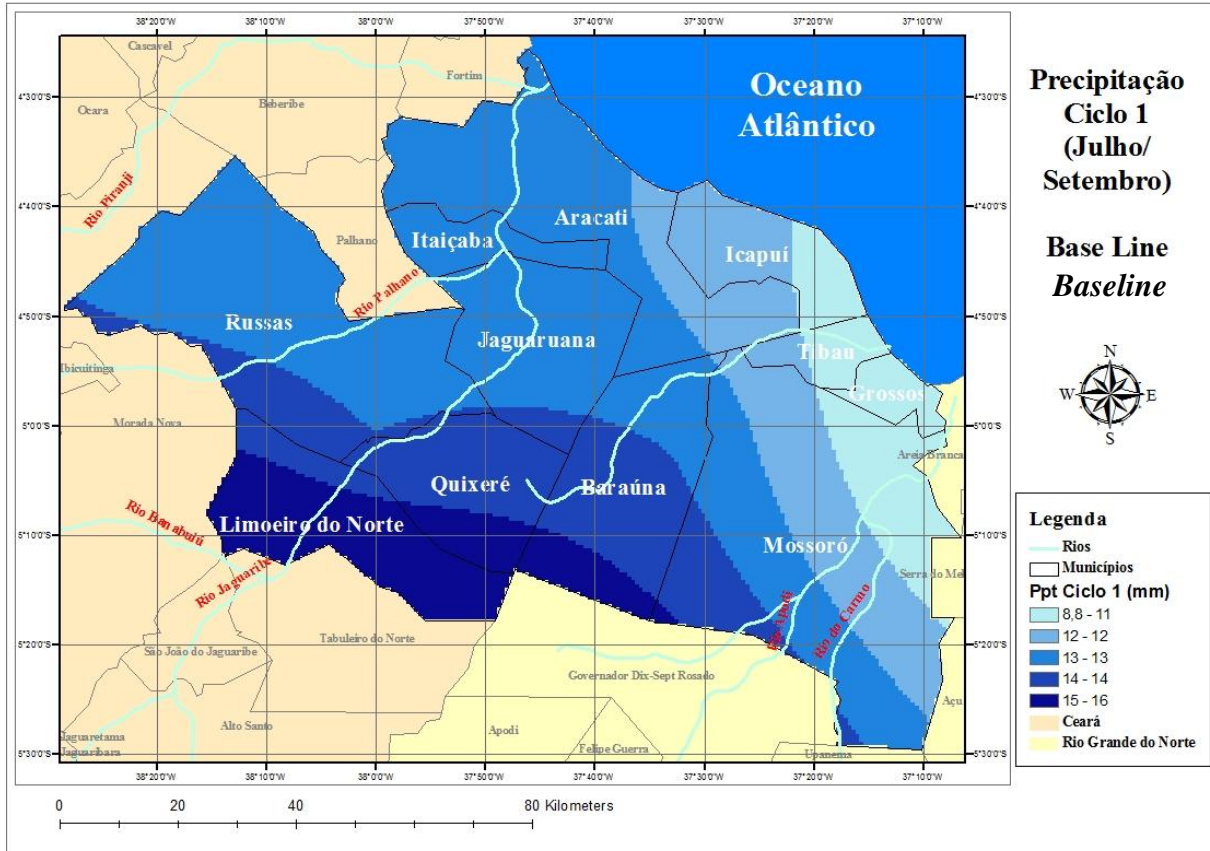 38°20'0"W 38°10'0"W 38°0'0"W 37°50'0"W 37°40'0"W 37°30'0"W 37°20'0"W 37°10'0"W
Cascavel
Fortim
Ocara
Beberibe
4°30'0"S
4°30'0"S
Oceano
Atlântico
Rio Piranji
4°40'0"S
4°40'0"S
Aracati
Palhano
Itaiçaba
Icapuí
Rio Palhano
4°50'0"S
4°50'0"S
Russas
Jaguaruana
Tibau
Ibicuitinga
Grossos
Morada Nova
5°0'0"S
5°0'0"S
Areia Branca
Quixeré
Baraúna
Rio Banabuiú
Limoeiro do Norte
5°10'0"S
5°10'0"S
Mossoró
Rio Jaguaribe
Serra do Mel
Rio Apodi
Rio do Carmo
Tabuleiro do Norte
5°20'0"S
5°20'0"S
São João do Jaguaribe
Governador Dix-Sept Rosado
Açu
Alto Santo
Apodi
Jaguaretama
Jaguaribara
Felipe Guerra
Upanema
5°30'0"S
5°30'0"S
38°20'0"W 38°10'0"W 38°0'0"W 37°50'0"W 37°40'0"W 37°30'0"W 37°20'0"W 37°10'0"W
0 20 40 80 Kilometers
Precipitação
Ciclo 1
(Julho/
Setembro)
Base Line
Baseline
N
W E
S
Legenda
Rios
Municípios
Ppt Ciclo 1 (mm)
8,8 - 11
12 - 12
13 - 13
14 - 14
15 - 16
Ceará
Rio Grande do Norte